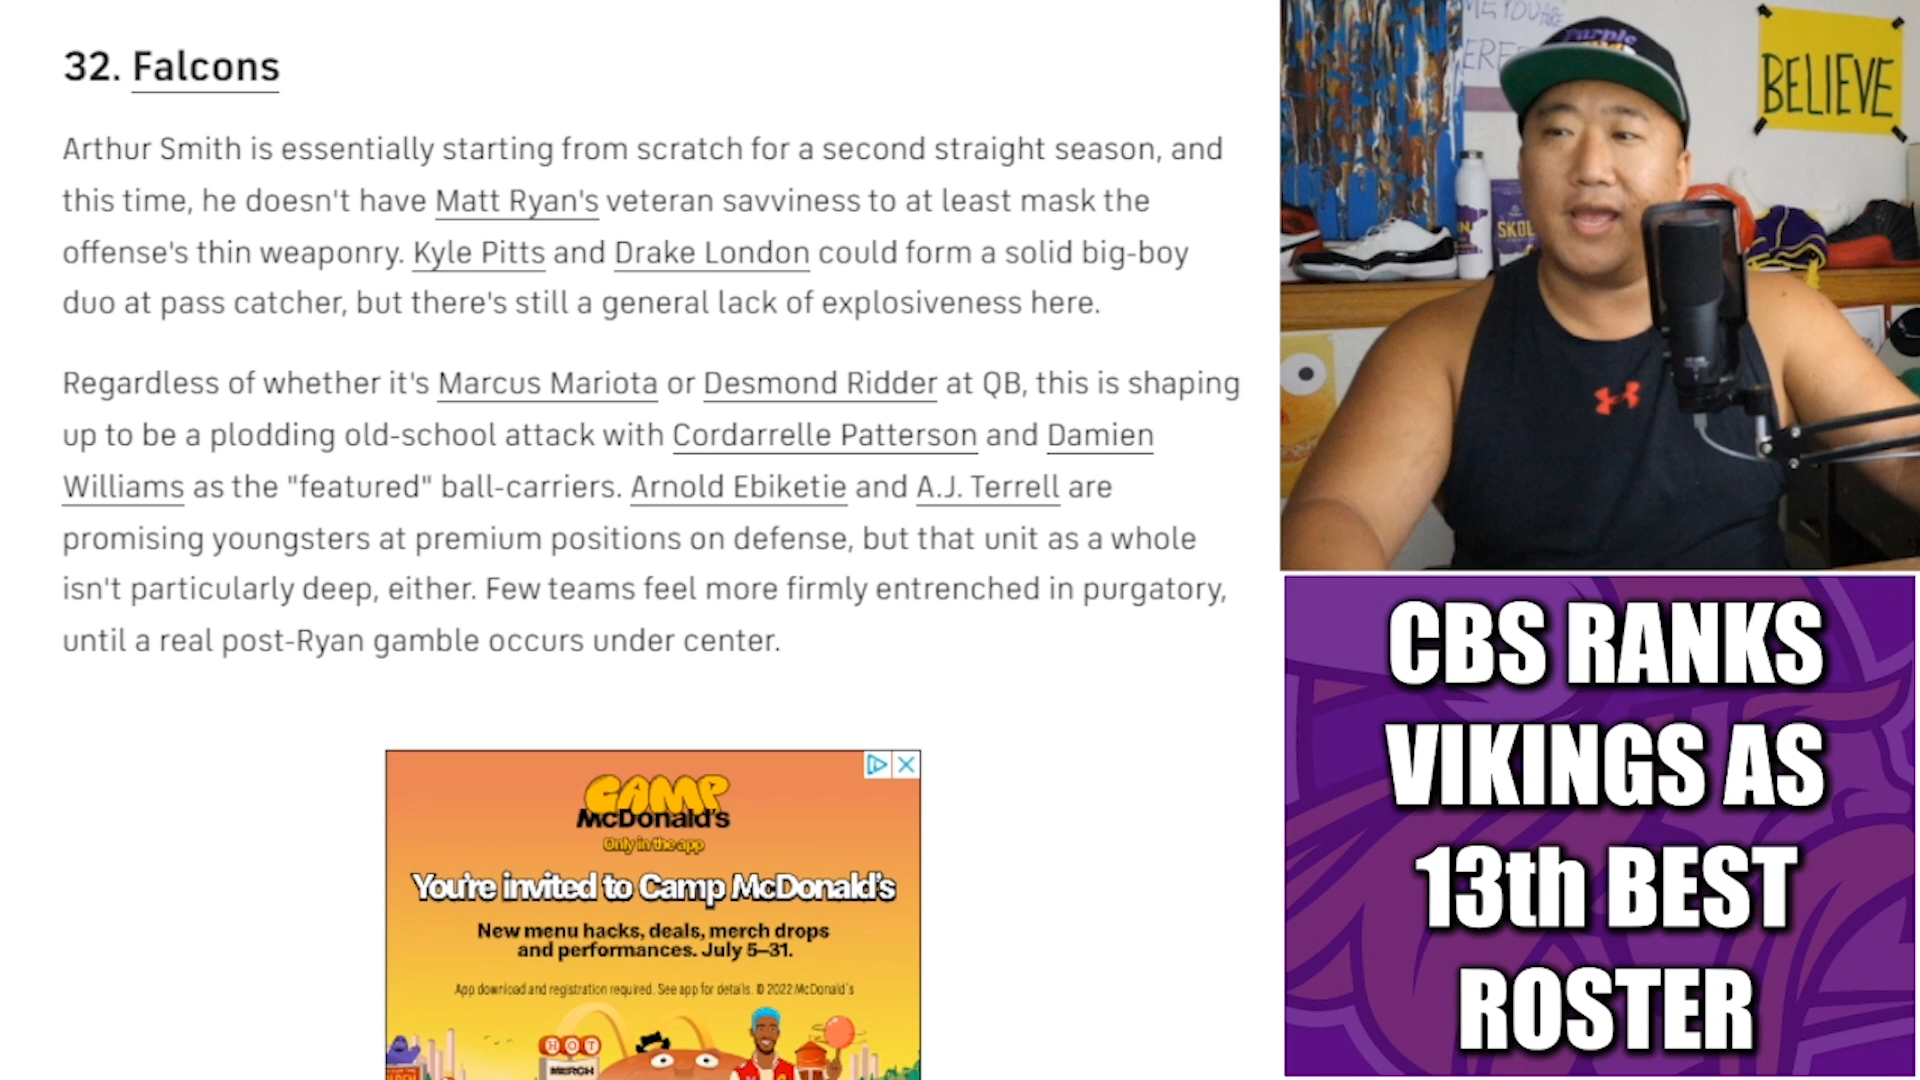 32. Falcons
Arthur Smith is essentially starting from scratch for a second straight season, and
this time, he doesn't have Matt Ryan's veteran savviness to at least mask the
offense's thin weaponry. Kyle Pitts and Drake London could form a solid big-boy
duo at pass catcher, but there's still a general lack of explosiveness here.
Regardless of whether it's Marcus Mariota or Desmond Ridder at QB, this is shaping
up to be a plodding old-school attack with Cordarrelle Patterson and Damien
Williams as the "featured" ball-carriers. Arnold Ebiketie and A.J. Terrell are
promising youngsters at premium positions on defense, but that unit as a whole
isn't particularly deep, either. Few teams feel more firmly entrenched in purgatory,
until a real post-Ryan gamble occurs under center.
CAMP
McDonald's
Only in the app
You're invited to Camp McDonald's
New menu hacks, deals, merch drops
and performances. July 5–31.
App download and registration required. See app for details. © 2022 McDonald's
HOT
MERCH
Purple
BELIEVE
SKOL
CBS RANKS
VIKINGS AS
13th BEST
ROSTER